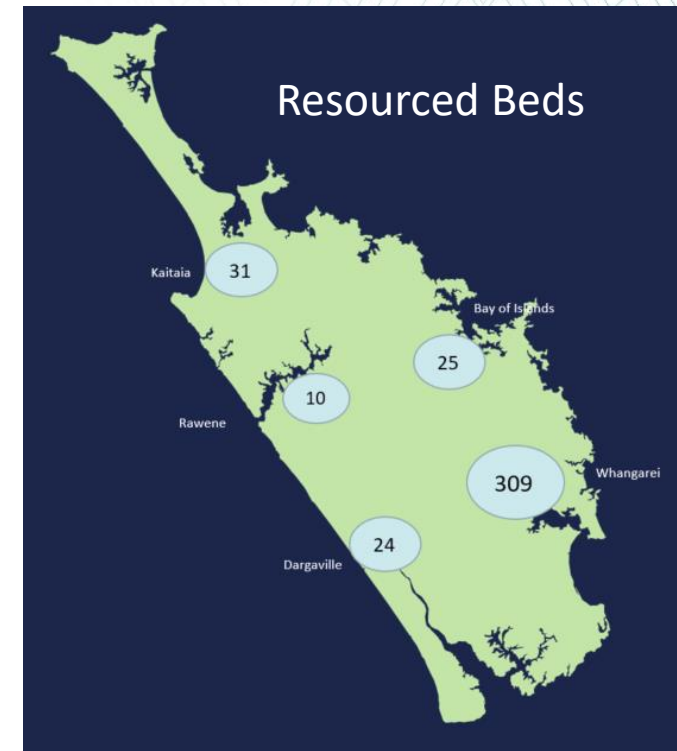 Resourced Beds
Kaitaia
31
Bay of Islands
25
10
Rawene
309
Whangarei
24
Dargaville